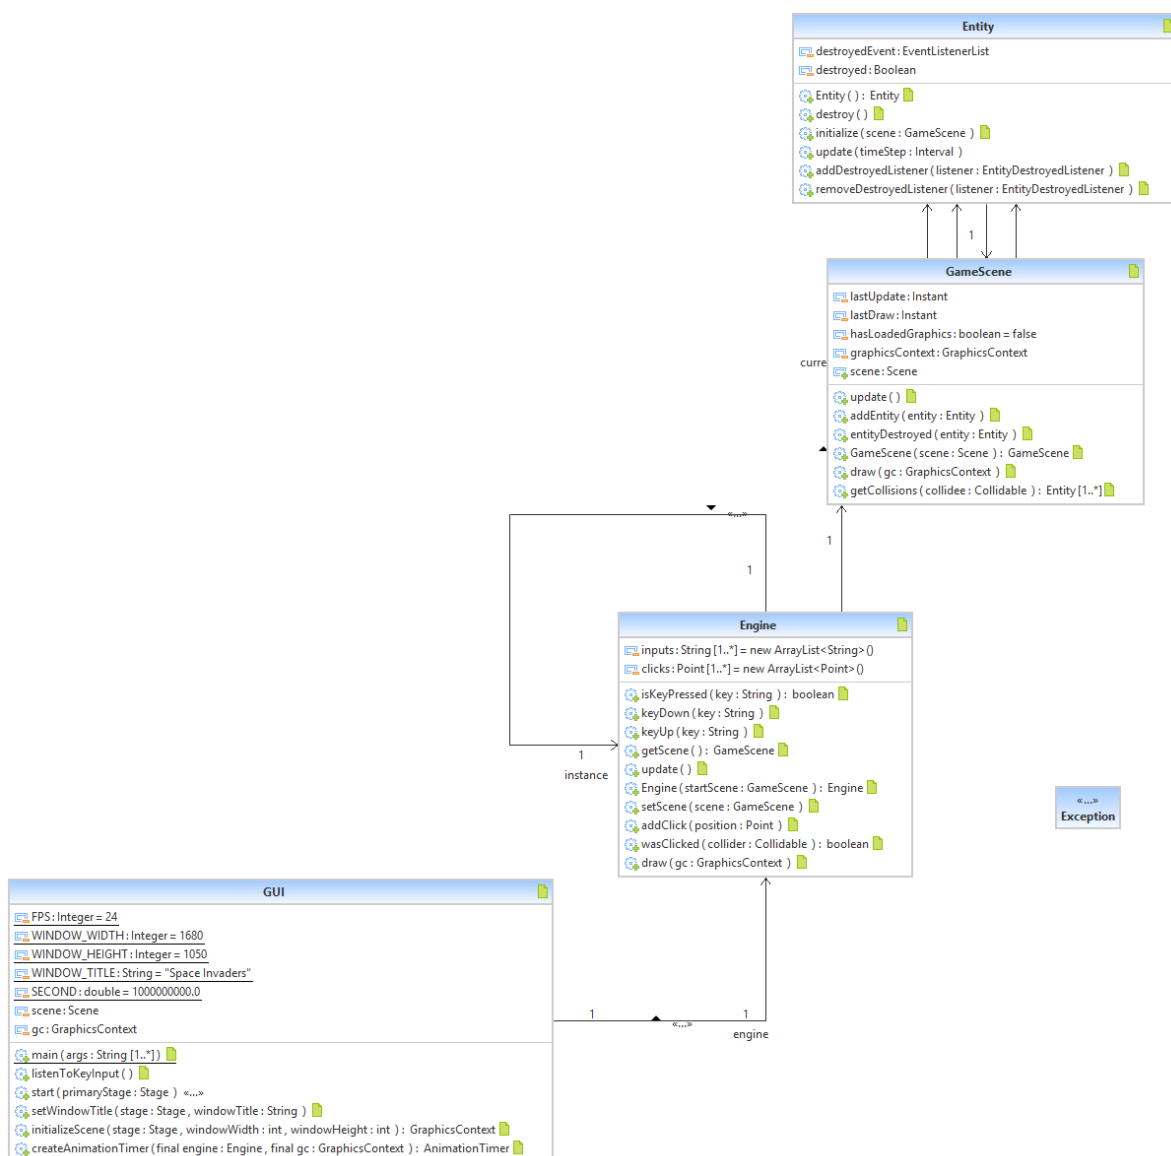 Entity
destroyedEvent : EventListenerList
destroyed : Boolean
Entity ( ) : Entity
destroy ( )
initialize ( scene : GameScene )
update ( timeStep : Interval )
addDestroyedListener ( listener : EntityDestroyedListener )
removeDestroyedListener ( listener : EntityDestroyedListener )
1
GameScene
lastUpdate : Instant
lastDraw : Instant
hasLoadedGraphics : boolean = false
graphicsContext : GraphicsContext
curre
scene : Scene
update ( )
addEntity ( entity : Entity )
entityDestroyed ( entity : Entity )
GameScene ( scene : Scene ) : GameScene
draw ( gc : GraphicsContext )
getCollisions ( collidee : Collidable ) : Entity [1..*]
«...»
1
1
Engine
inputs : String [1..*] = new ArrayList<String>()
clicks : Point [1..*] = new ArrayList<Point>()
isKeyPressed ( key : String ) : boolean
keyDown ( key : String )
keyUp ( key : String )
getScene ( ) : GameScene
update ( )
Engine ( startScene : GameScene ) : Engine
setScene ( scene : GameScene )
addClick ( position : Point )
wasClicked ( collider : Collidable ) : boolean
draw ( gc : GraphicsContext )
1
instance
«...»
Exception
GUI
FPS : Integer = 24
WINDOW_WIDTH : Integer = 1680
WINDOW_HEIGHT : Integer = 1050
WINDOW_TITLE : String = "Space Invaders"
SECOND : double = 1000000000.0
scene : Scene
gc : GraphicsContext
main ( args : String [1..*] )
listenToKeyInput ( )
start ( primaryStage : Stage ) «...»
setWindowTitle ( stage : Stage , windowTitle : String )
initializeScene ( stage : Stage , windowWidth : int , windowHeight : int ) : GraphicsContext
createAnimationTimer ( final engine : Engine , final gc : GraphicsContext ) : AnimationTimer
1
«...»
1
engine